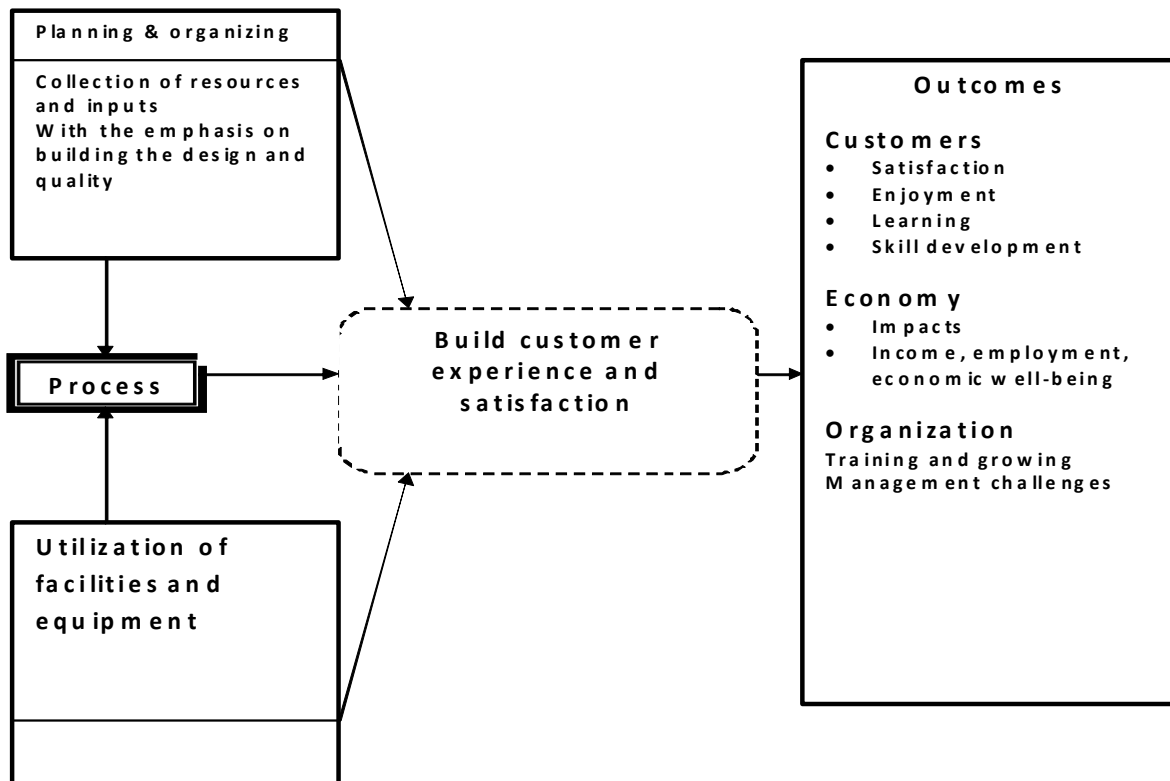 Planning & organizing
Collection of resources
and inputs
With the emphasis on
building the design and
quality
Process
Utilization of
facilities and
equipment
Build customer
experience and
satisfaction
Outcomes
Customers
• Satisfaction
• Enjoyment
• Learning
• Skill development
Economy
• Impacts
• Income, employment,
economic well-being
Organization
Training and growing
Management challenges